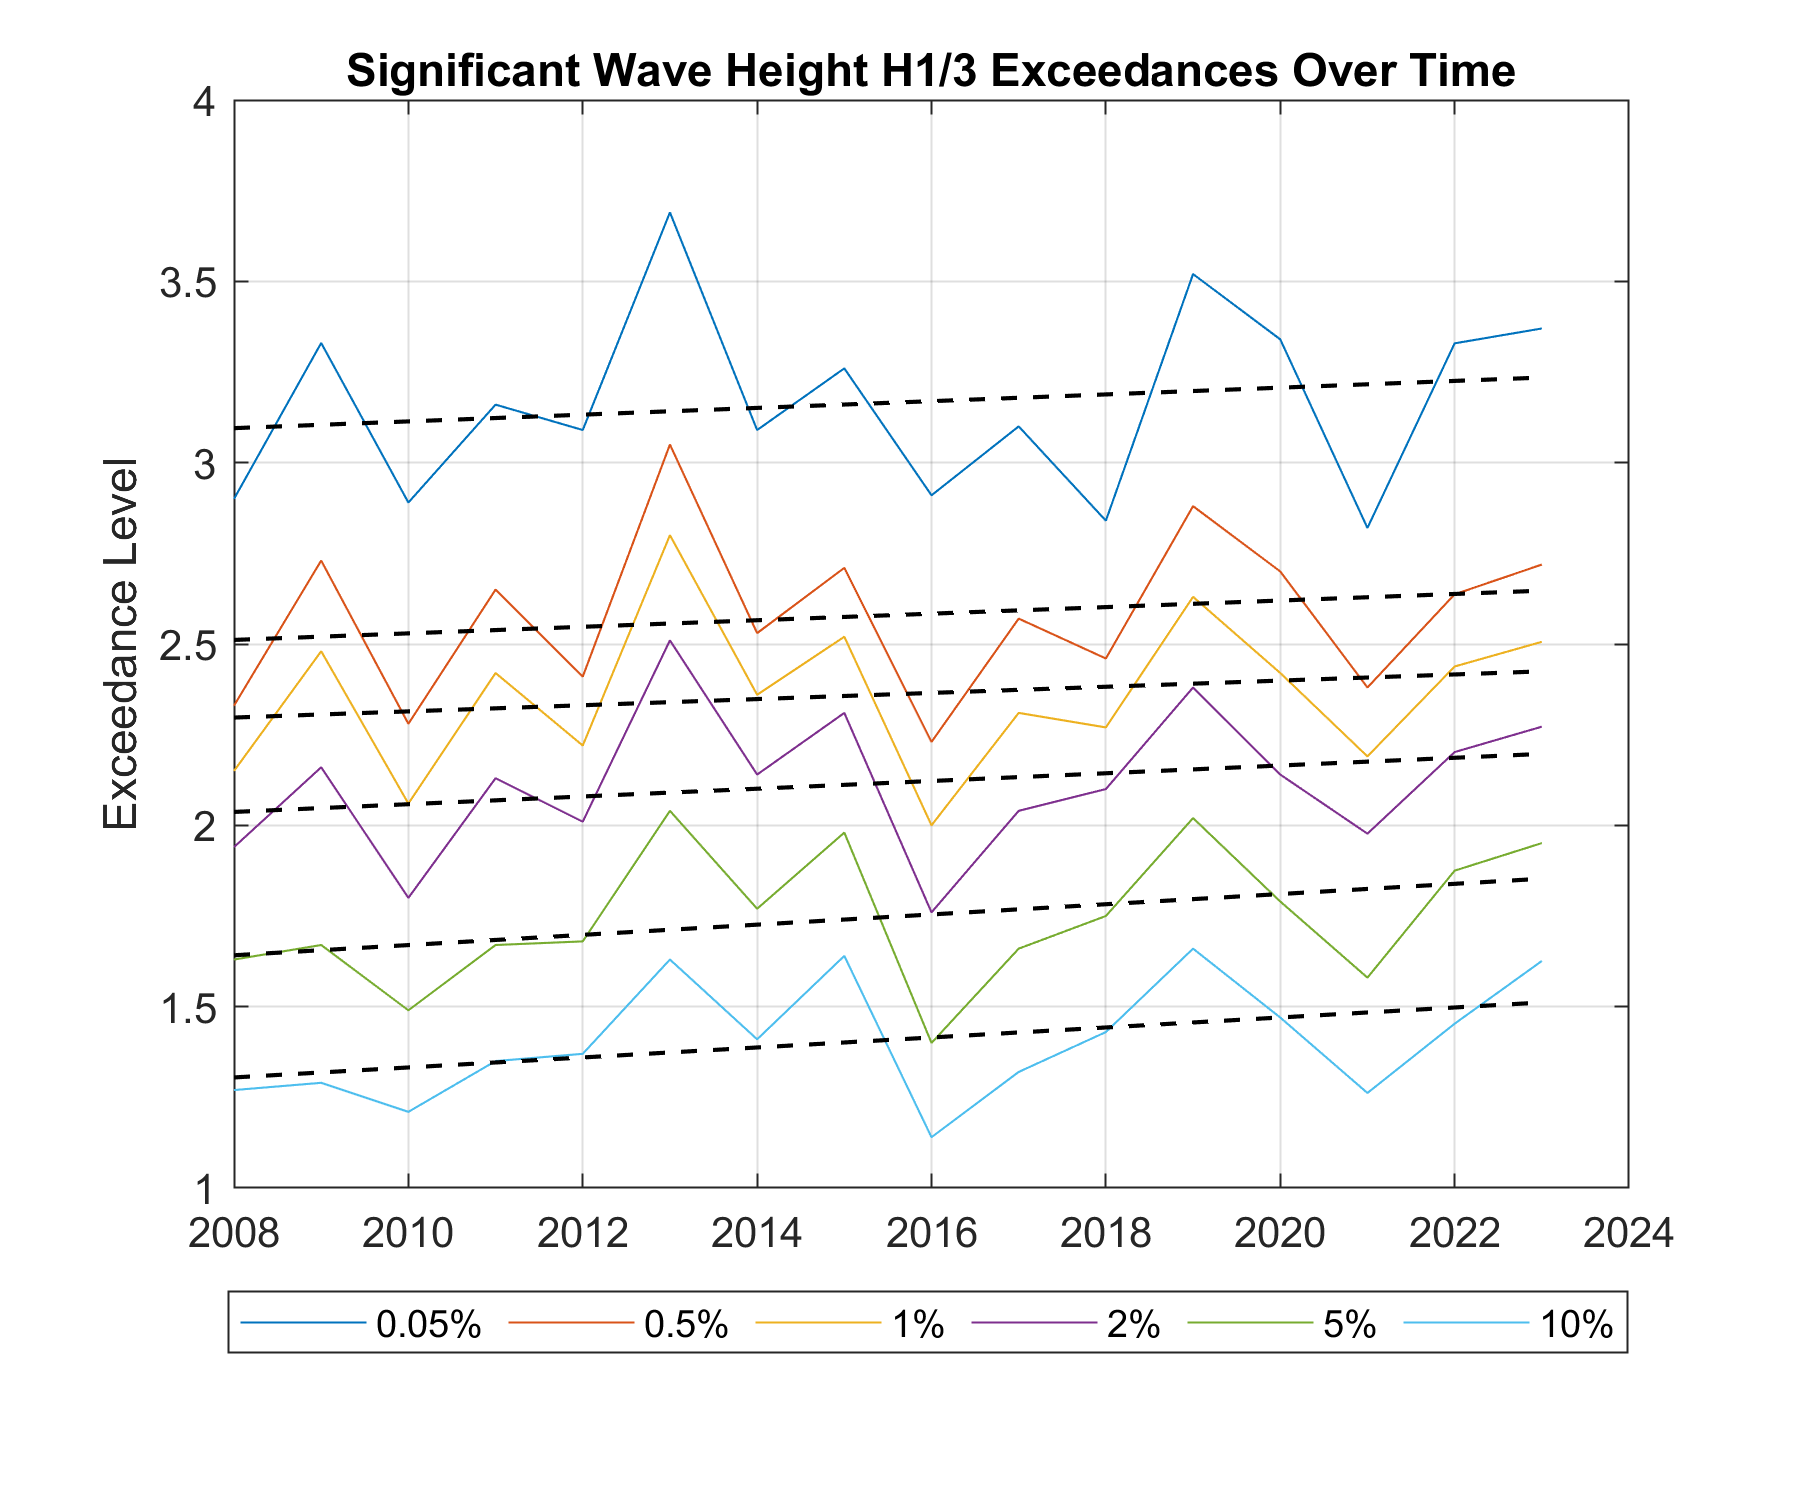 Significant Wave Height H1/3 Exceedances Over Time
4
3.5
3
2.5
2
1.5
1
Exceedance Level
2008 2010 2012 2014 2016 2018 2020 2022 2024
0.05% 0.5% 1% 2% 5% 10%